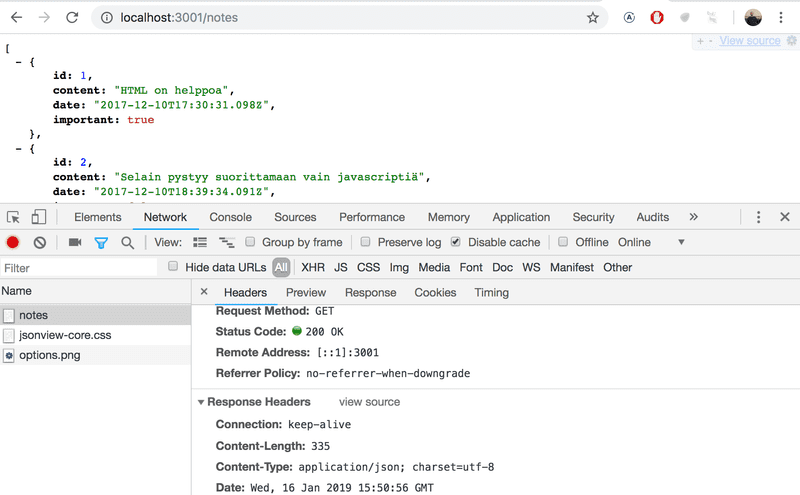 localhost:3001/notes
+ - View source
[
- {
id: 1,
content: "HTML on helppoa",
date: "2017-12-10T17:30:31.098Z",
important: true
},
- {
id: 2,
content: "Selain pystyy suorittamaan vain javascriptiä",
date: "2017-12-10T18:39:34.091Z",
Elements Network Console Sources Performance Memory Application Security Audits »
View: Group by frame Preserve log Disable cache Offline Online
Filter Hide data URLs All XHR JS CSS Img Media Font Doc WS Manifest Other
Name × Headers Preview Response Cookies Timing
notes
jsonview-core.css
options.png
Request Method: GET
Status Code: 200 OK
Remote Address: [::1]:3001
Referrer Policy: no-referrer-when-downgrade
Response Headers view source
Connection: keep-alive
Content-Length: 335
Content-Type: application/json; charset=utf-8
Date: Wed, 16 Jan 2019 15:50:56 GMT